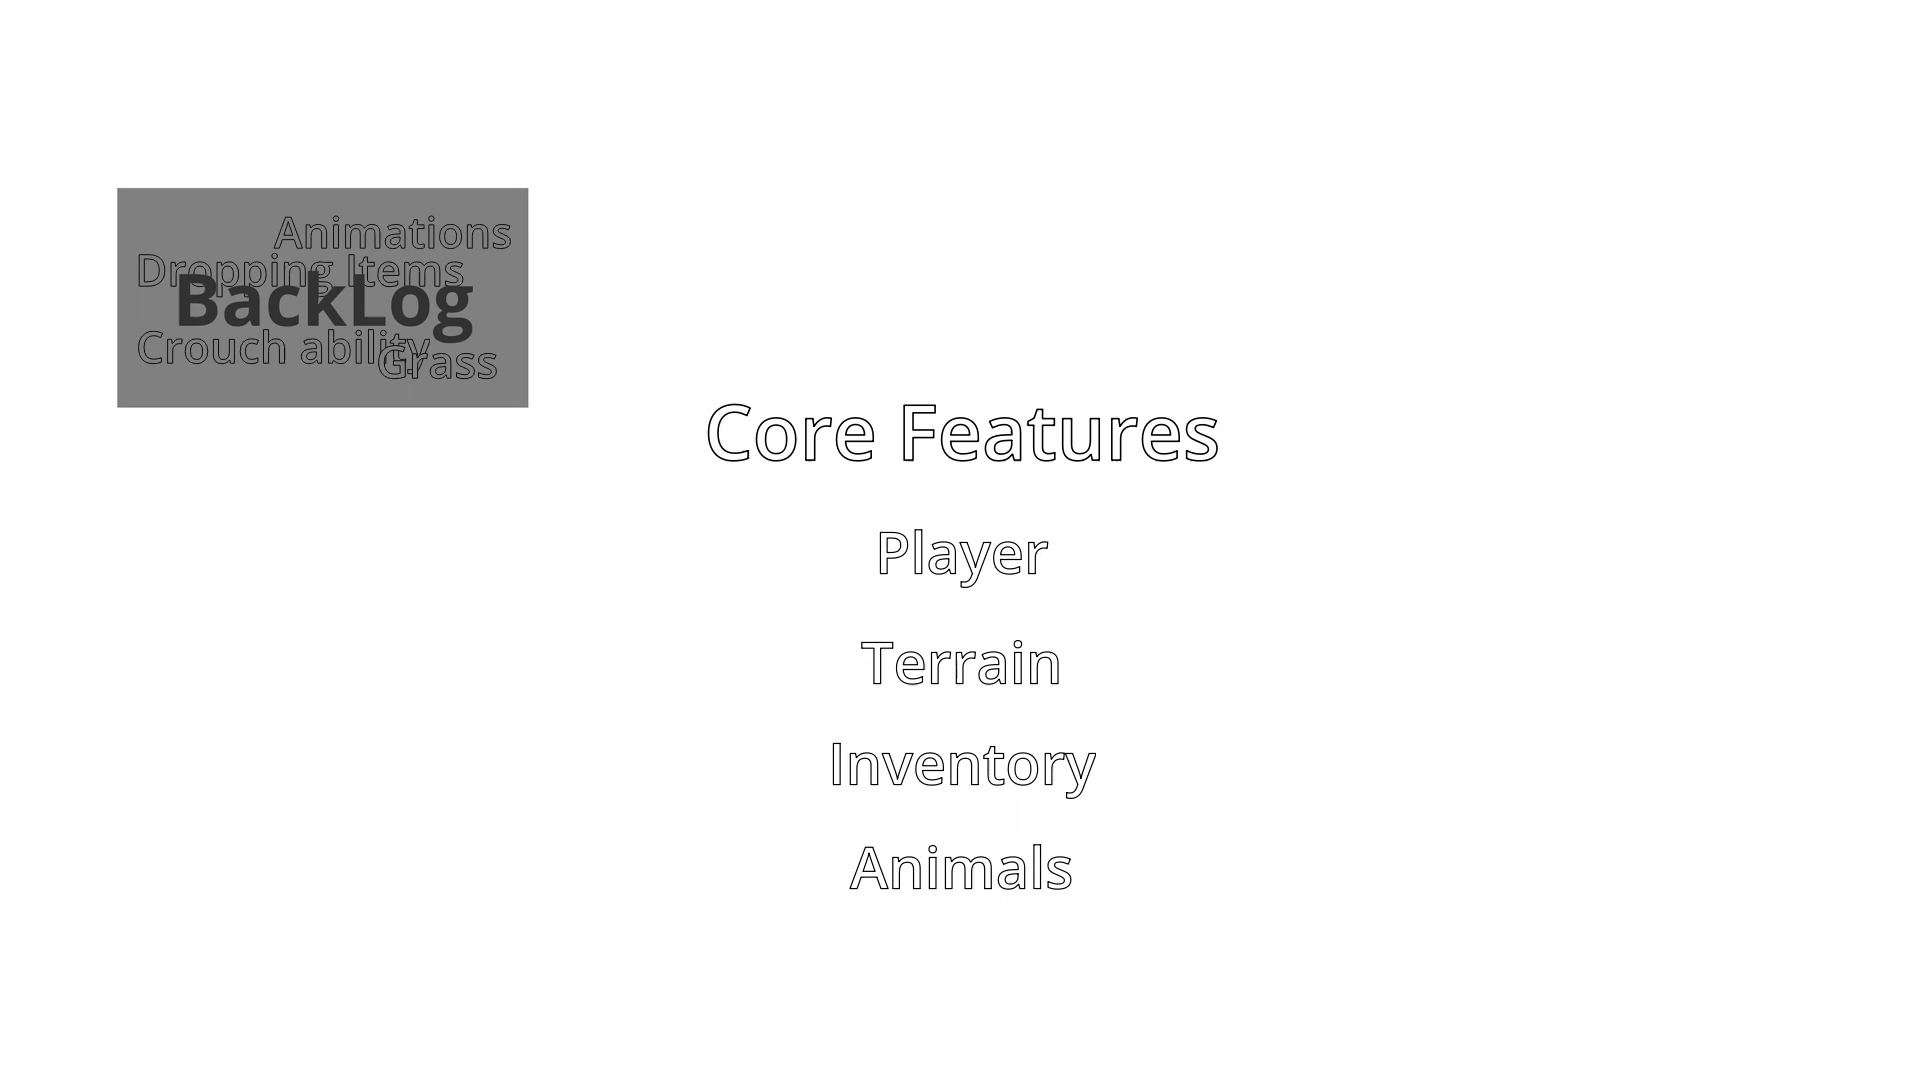 Animations
Dropping Items
BackLog
Crouch ability
Grass
Core Features
Player
Terrain
Inventory
Animals